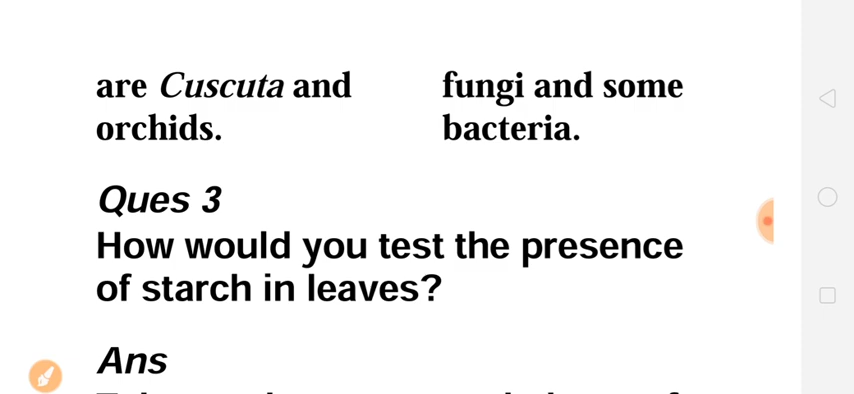 are Cuscuta and
orchids.
fungi and some
bacteria.
Ques 3
How would you test the presence
of starch in leaves?
Ans